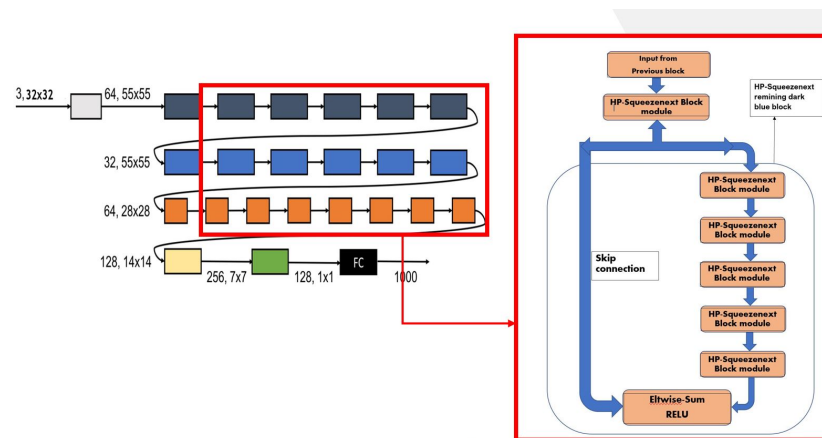 3, 32x32
64, 55x55
32, 55x55
64, 28x28
128, 14x14
256, 7x7
128, 1x1
FC
1000
Input from
Previous block
HP-Squeezenext Block
module
HP-Squeezenext
remining dark
blue block
HP-Squeezenext
Block module
HP-Squeezenext
Block module
HP-Squeezenext
Block module
HP-Squeezenext
Block module
HP-Squeezenext
Block module
Skip
connection
Eltwise-Sum
RELU